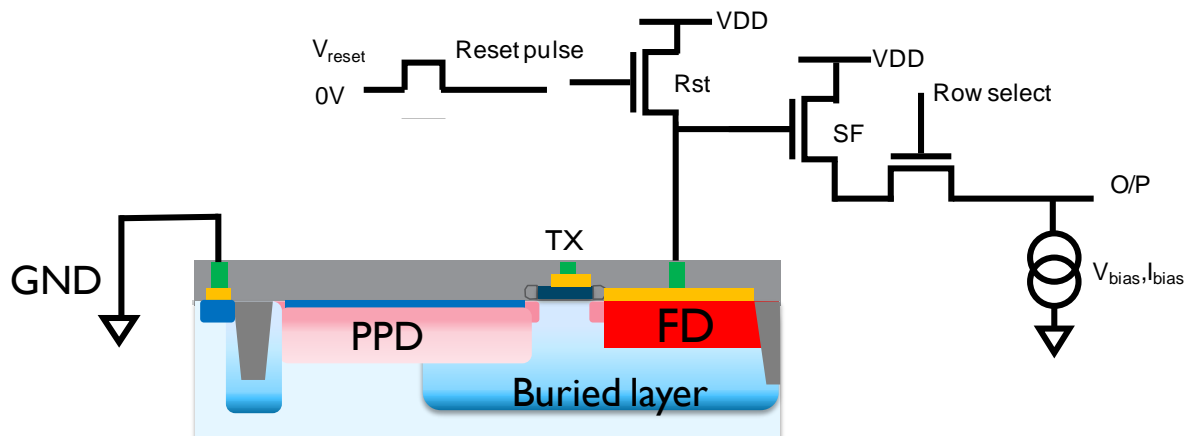 VDD
Vreset
Reset pulse
0V
Rst
VDD
SF
Row select
O/P
TX
GND
Vbias,Ibias
PPD
FD
Buried layer